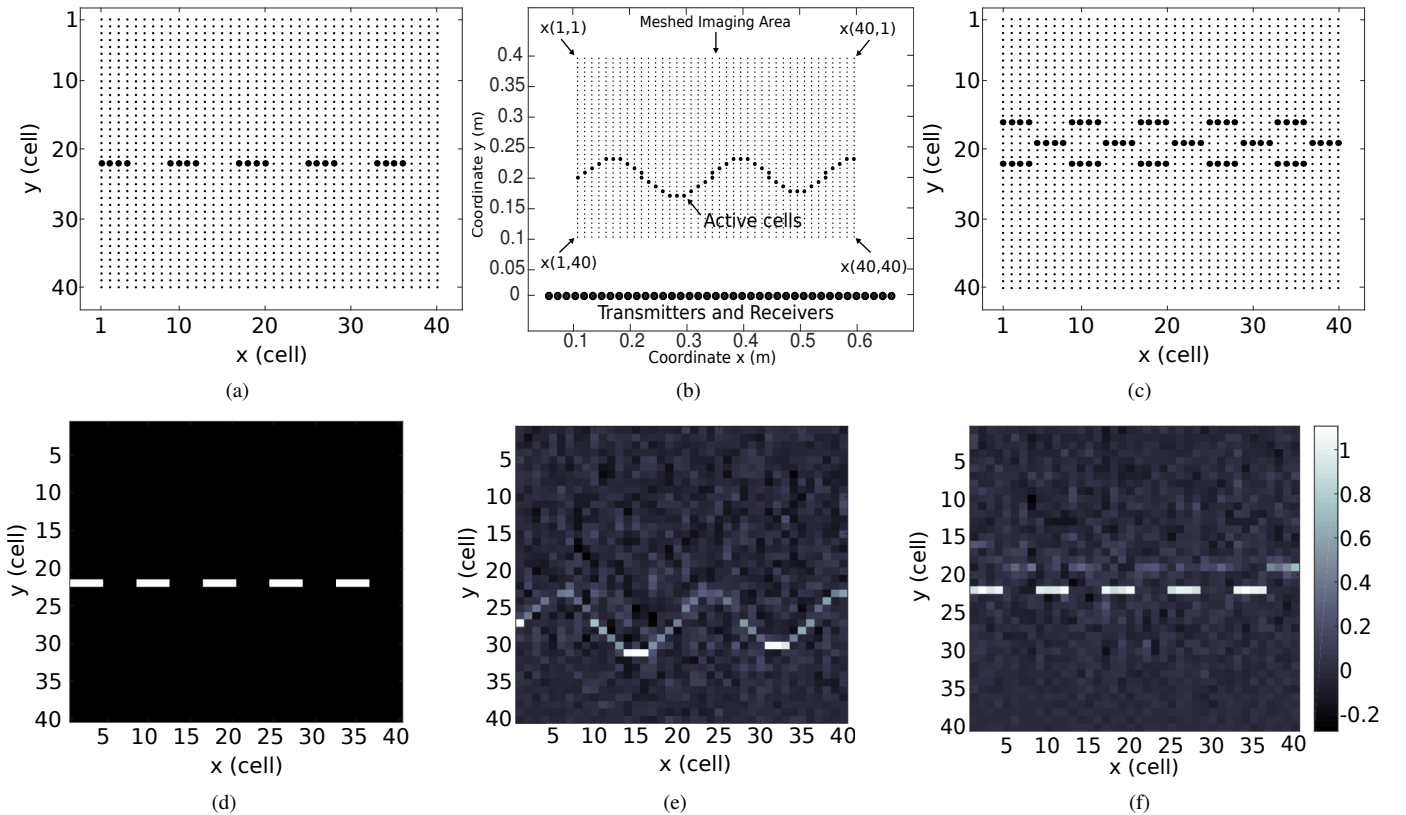 1
10
20
30
40
y (cell)
1 10 20 30 40
x (cell)
(a)
x(1,1)
Meshed Imaging Area
x(40,1)
0.4
0.35
0.3
0.25
0.2
0.15
0.1
0.05
0
Coordinate y (m)
Active cells
x(1,40)
x(40,40)
Transmitters and Receivers
0.1 0.2 0.3 0.4 0.5 0.6
Coordinate x (m)
(b)
1
10
20
30
40
y (cell)
1 10 20 30 40
x (cell)
(c)
5
10
15
20
25
30
35
40
y (cell)
5 10 15 20 25 30 35 40
x (cell)
(d)
5
10
15
20
25
30
35
40
y (cell)
5 10 15 20 25 30 35 40
x (cell)
(e)
5
10
15
20
25
30
35
40
y (cell)
5 10 15 20 25 30 35 40
x (cell)
1
0.8
0.6
0.4
0.2
0
-0.2
(f)